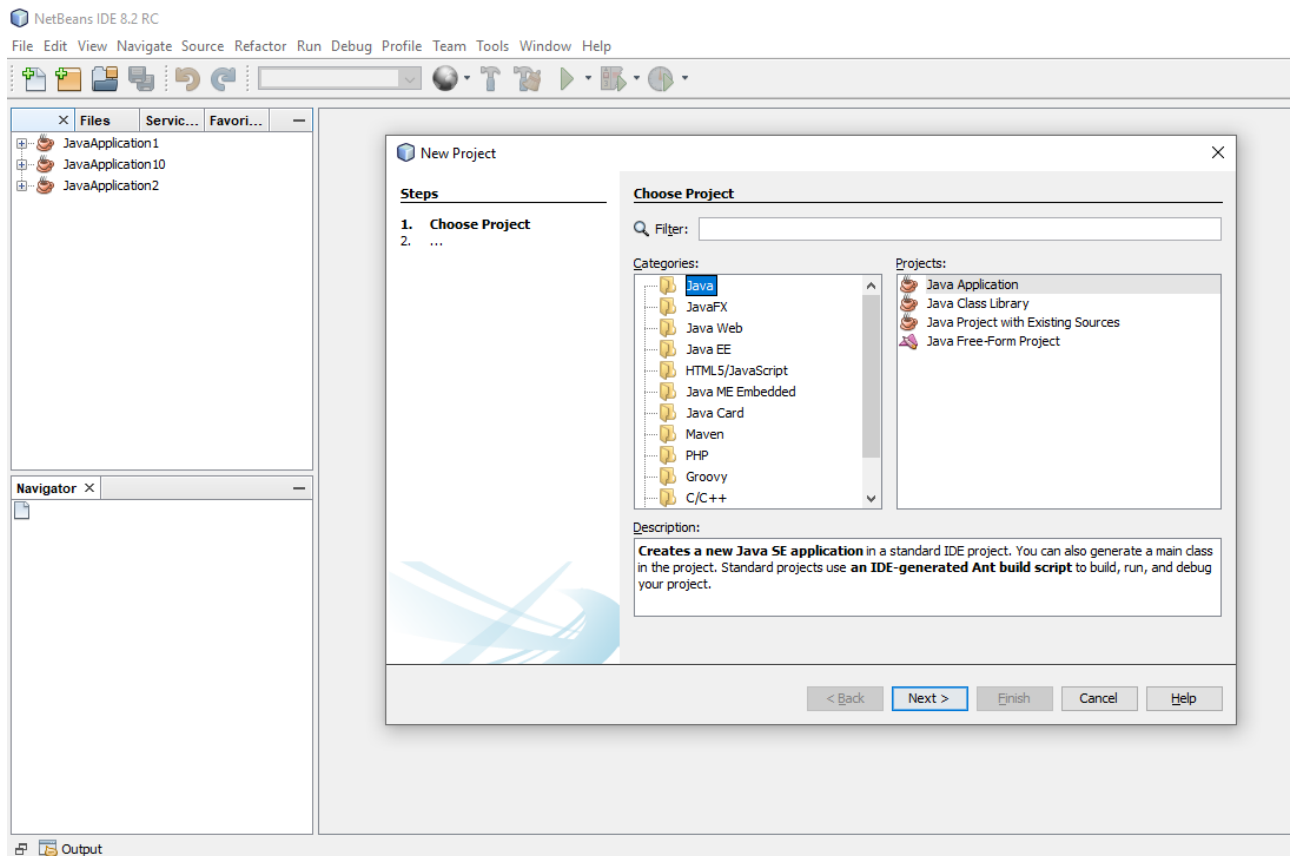 NetBeans IDE 8.2 RC
File Edit View Navigate Source Refactor Run Debug Profile Team Tools Window Help
Files Servic... Favori...
JavaApplication1
JavaApplication10
JavaApplication2
Navigator
Output
New Project
Steps
1. Choose Project
2. ...
Choose Project
Filter:
Categories:
Java
JavaFX
Java Web
Java EE
HTML5/JavaScript
Java ME Embedded
Java Card
Maven
PHP
Groovy
C/C++
Projects:
Java Application
Java Class Library
Java Project with Existing Sources
Java Free-Form Project
Description:
Creates a new Java SE application in a standard IDE project. You can also generate a main class
in the project. Standard projects use an IDE-generated Ant build script to build, run, and debug
your project.
< Back Next > Finish Cancel Help